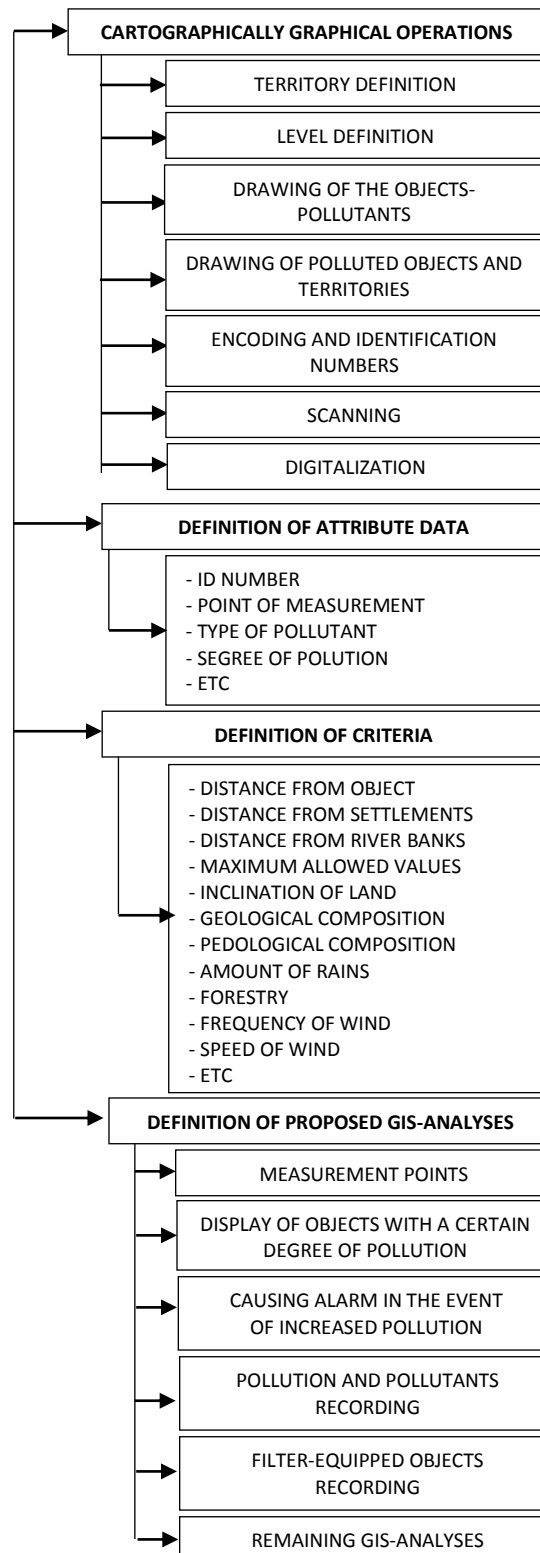 CARTOGRAPHICALLY GRAPHICAL OPERATIONS
TERRITORY DEFINITION
LEVEL DEFINITION
DRAWING OF THE OBJECTS-
POLLUTANTS
DRAWING OF POLLUTED OBJECTS AND
TERRITORIES
ENCODING AND IDENTIFICATION
NUMBERS
SCANNING
DIGITALIZATION
DEFINITION OF ATTRIBUTE DATA
- ID NUMBER
- POINT OF MEASUREMENT
- TYPE OF POLLUTANT
- SEGREE OF POLUTION
- ETC
DEFINITION OF CRITERIA
- DISTANCE FROM OBJECT
- DISTANCE FROM SETTLEMENTS
- DISTANCE FROM RIVER BANKS
- MAXIMUM ALLOWED VALUES
- INCLINATION OF LAND
- GEOLOGICAL COMPOSITION
- PEDOLOGICAL COMPOSITION
- AMOUNT OF RAINS
- FORESTRY
- FREQUENCY OF WIND
- SPEED OF WIND
- ETC
DEFINITION OF PROPOSED GIS-ANALYSES
MEASUREMENT POINTS
DISPLAY OF OBJECTS WITH A CERTAIN
DEGREE OF POLLUTION
CAUSING ALARM IN THE EVENT
OF INCREASED POLLUTION
POLLUTION AND POLLUTANTS
RECORDING
FILTER-EQUIPPED OBJECTS
RECORDING
REMAINING GIS-ANALYSES